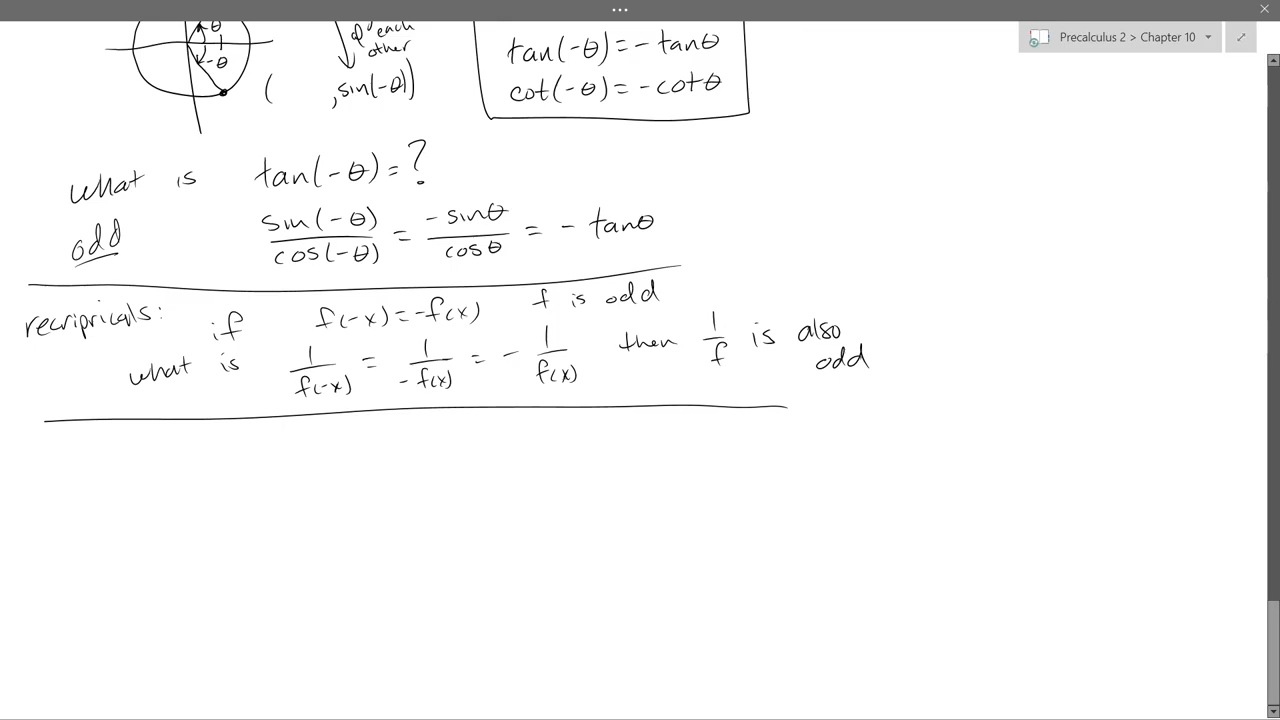 Precalculus 2 > Chapter 10
θ
-θ
each
other
( , sin(-θ))
tan(-θ) = - tanθ
cot(-θ) = - cotθ
what is tan(-θ) = ?
odd sin(-θ)/cos(-θ) = -sinθ/cosθ = - tanθ
recripricals: if f(-x) = -f(x) f is odd
what is 1/f(-x) = 1/-f(x) = - 1/f(x) then 1/f is also odd